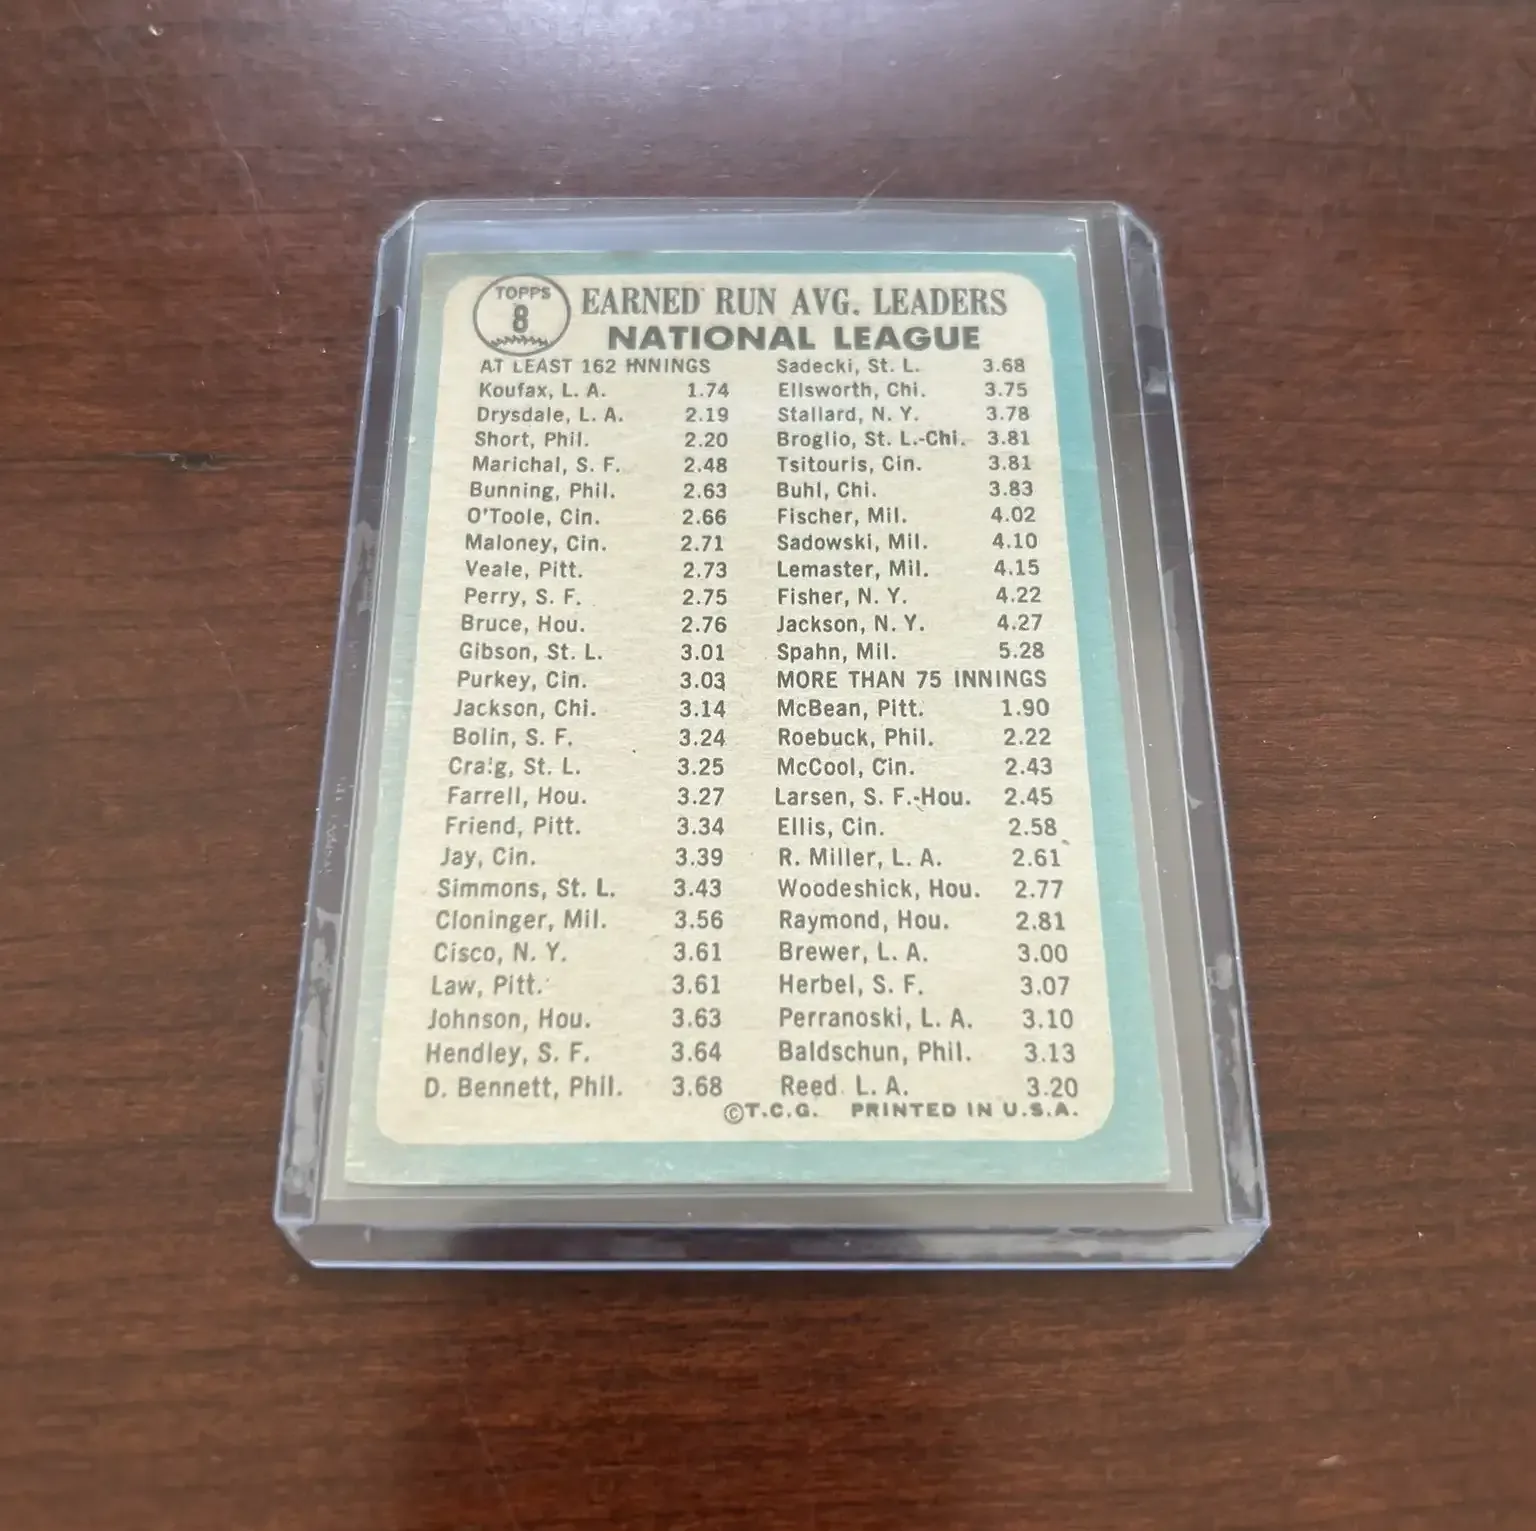 TOPPS
8
EARNED RUN AVG. LEADERS
NATIONAL LEAGUE
AT LEAST 162 INNINGS
Koufax, L. A. 1.74
Drysdale, L. A. 2.19
Short, Phil. 2.20
Marichal, S. F. 2.48
Bunning, Phil. 2.63
O'Toole, Cin. 2.66
Maloney, Cin. 2.71
Veale, Pitt. 2.73
Perry, S. F. 2.75
Bruce, Hou. 2.76
Gibson, St. L. 3.01
Purkey, Cin. 3.03
Jackson, Chi. 3.14
Bolin, S. F. 3.24
Craig, St. L. 3.25
Farrell, Hou. 3.27
Friend, Pitt. 3.34
Jay, Cin. 3.39
Simmons, St. L. 3.43
Cloninger, Mil. 3.56
Cisco, N. Y. 3.61
Law, Pitt. 3.61
Johnson, Hou. 3.63
Hendley, S. F. 3.64
D. Bennett, Phil. 3.68
Sadecki, St. L. 3.68
Ellsworth, Chi. 3.75
Stallard, N. Y. 3.78
Broglio, St. L.-Chi. 3.81
Tsitouris, Cin. 3.81
Buhl, Chi. 3.83
Fischer, Mil. 4.02
Sadowski, Mil. 4.10
Lemaster, Mil. 4.15
Fisher, N. Y. 4.22
Jackson, N. Y. 4.27
Spahn, Mil. 5.28
MORE THAN 75 INNINGS
McBean, Pitt. 1.90
Roebuck, Phil. 2.22
McCool, Cin. 2.43
Larsen, S. F.-Hou. 2.45
Ellis, Cin. 2.58
R. Miller, L. A. 2.61
Woodeshick, Hou. 2.77
Raymond, Hou. 2.81
Brewer, L. A. 3.00
Herbel, S. F. 3.07
Perranoski, L. A. 3.10
Baldschun, Phil. 3.13
Reed L. A. 3.20
©T.C.G. PRINTED IN U.S.A.